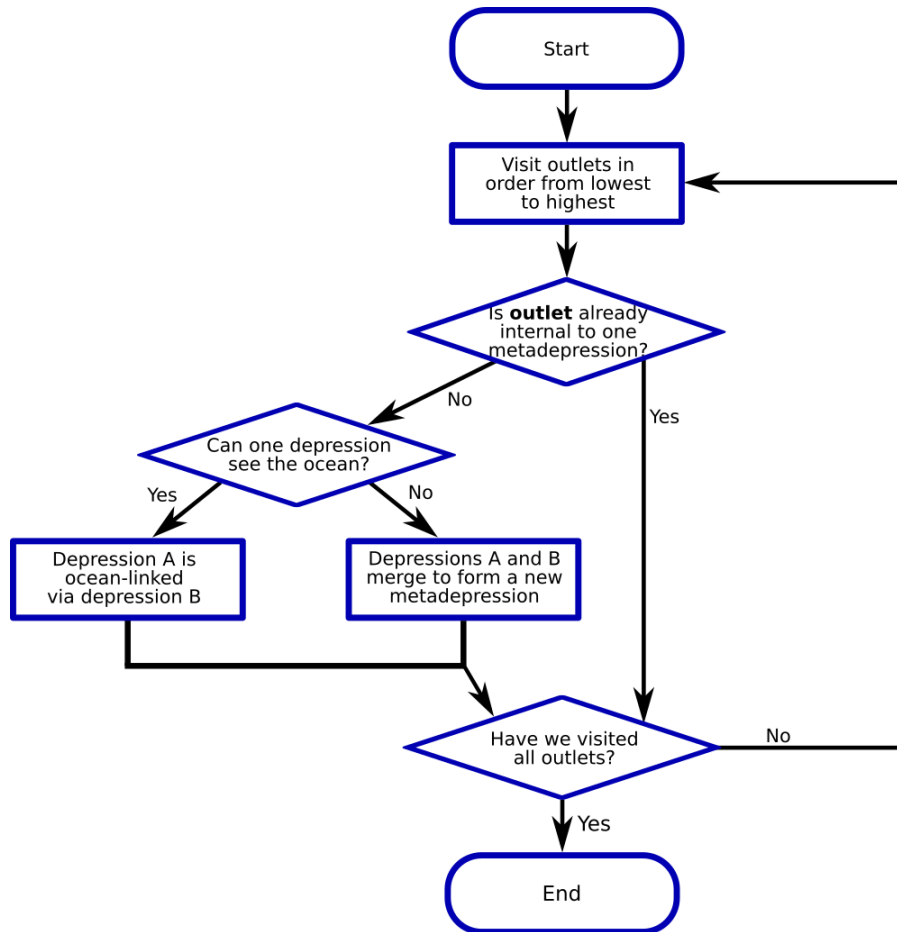 Start
Visit outlets in
order from lowest
to highest
Is outlet already
internal to one
metadepression?
No
Yes
Can one depression
see the ocean?
Yes
No
Depression A is
ocean-linked
via depression B
Depressions A and B
merge to form a new
metadepression
Have we visited
all outlets?
No
Yes
End